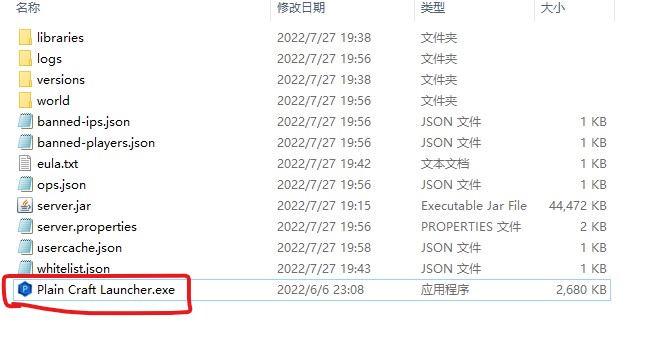 名称 修改日期 类型 大小
libraries 2022/7/27 19:38 文件夹
logs 2022/7/27 19:56 文件夹
versions 2022/7/27 19:38 文件夹
world 2022/7/27 19:56 文件夹
banned-ips.json 2022/7/27 19:56 JSON 文件 1 KB
banned-players.json 2022/7/27 19:56 JSON 文件 1 KB
eula.txt 2022/7/27 19:42 文本文档 1 KB
ops.json 2022/7/27 19:56 JSON 文件 1 KB
server.jar 2022/7/27 19:15 Executable Jar File 44,472 KB
server.properties 2022/7/27 19:56 PROPERTIES 文件 2 KB
usercache.json 2022/7/27 19:58 JSON 文件 1 KB
whitelist.json 2022/7/27 19:43 JSON 文件 1 KB
Plain Craft Launcher.exe 2022/6/6 23:08 应用程序 2,680 KB